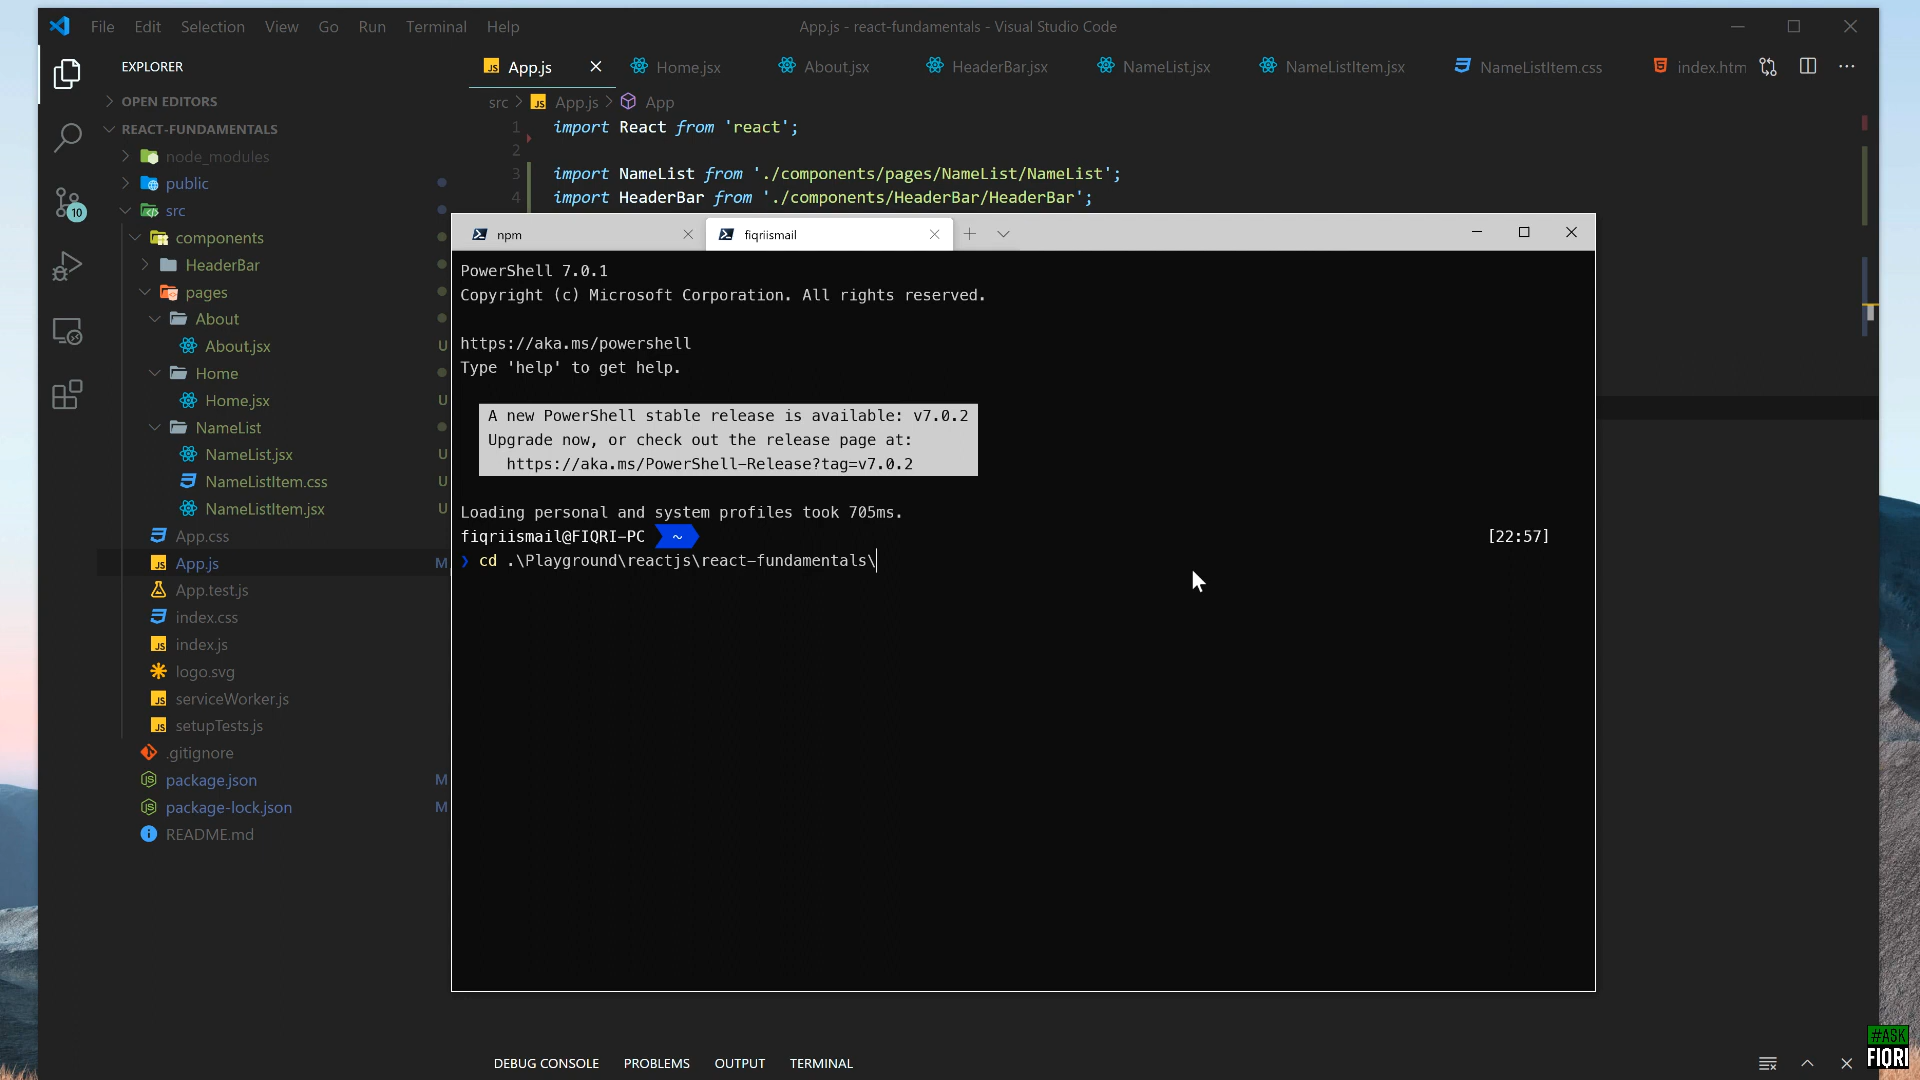 File Edit Selection View Go Run Terminal Help
App.js - react-fundamentals - Visual Studio Code
EXPLORER
OPEN EDITORS
REACT-FUNDAMENTALS
node_modules
public
src
components
HeaderBar
pages
About
About.jsx U
Home
Home.jsx U
NameList
NameList.jsx U
NameListItem.css U
NameListItem.jsx U
App.css
App.js M
App.test.js
index.css
index.js
logo.svg
serviceWorker.js
setupTests.js
.gitignore
package.json M
package-lock.json M
README.md
10
App.js Home.jsx About.jsx HeaderBar.jsx NameList.jsx NameListItem.jsx NameListItem.css index.htm
src > App.js > App
1 import React from 'react';
2
3 import NameList from './components/pages/NameList/NameList';
4 import HeaderBar from './components/HeaderBar/HeaderBar';
npm fiqriismail
PowerShell 7.0.1
Copyright (c) Microsoft Corporation. All rights reserved.
https://aka.ms/powershell
Type 'help' to get help.
A new PowerShell stable release is available: v7.0.2
Upgrade now, or check out the release page at:
https://aka.ms/PowerShell-Release?tag=v7.0.2
Loading personal and system profiles took 705ms.
fiqriismail@FIQRI-PC ~ [22:57]
❯ cd .\Playground\reactjs\react-fundamentals\
DEBUG CONSOLE PROBLEMS OUTPUT TERMINAL
#ASK
FIQRI